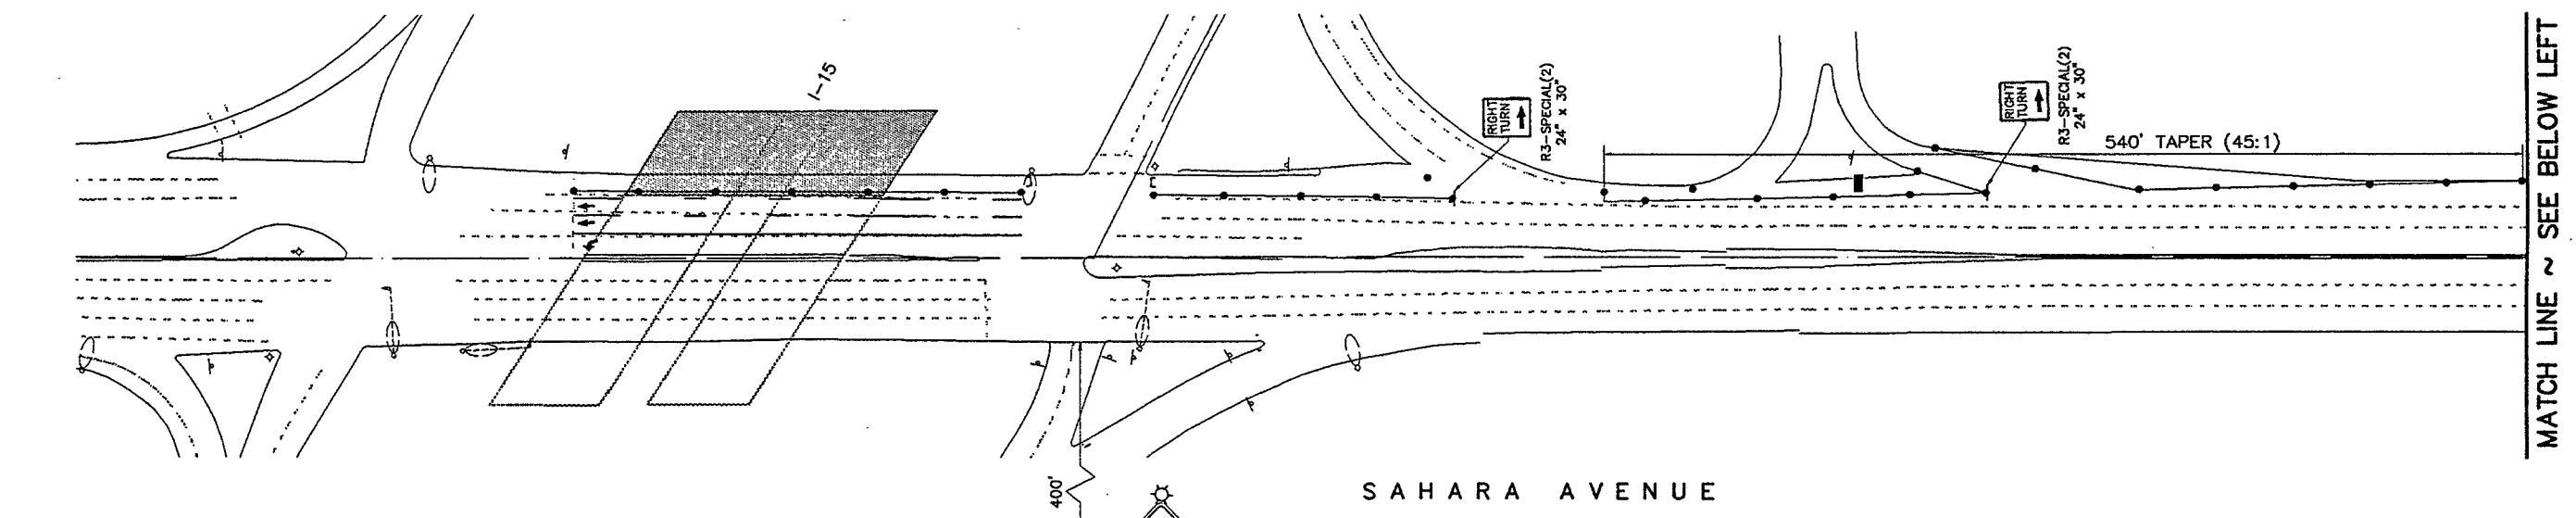 I-15
RIGHT
TURN
R3-SPECIAL(2)
24" x 30"
RIGHT
TURN
R3-SPECIAL(2)
24" x 30"
540' TAPER (45:1)
MATCH LINE ~ SEE BELOW LEFT
400'
SAHARA AVENUE